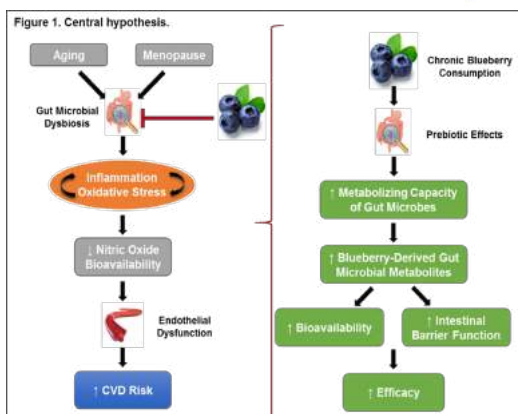 Figure 1. Central hypothesis.
Aging
Menopause
Gut Microbial
Dysbiosis
Inflammation
Oxidative Stress
↓ Nitric Oxide
Bioavailability
Endothelial
Dysfunction
↑ CVD Risk
Chronic Blueberry
Consumption
Prebiotic Effects
↑ Metabolizing Capacity
of Gut Microbes
↑ Blueberry-Derived Gut
Microbial Metabolites
↑ Bioavailability
↑ Intestinal
Barrier Function
↑ Efficacy